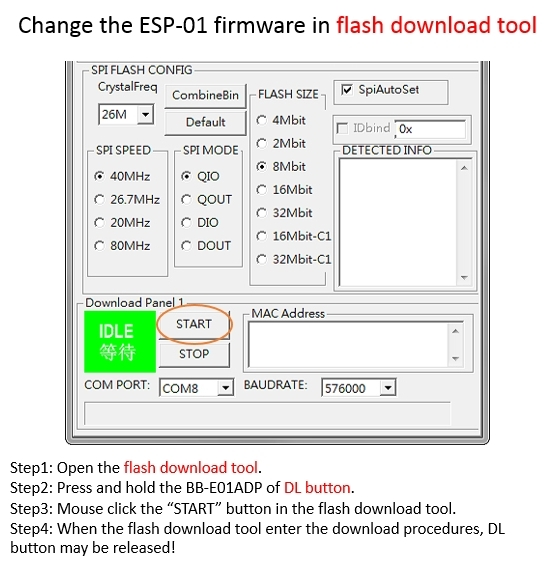 Change the ESP-01 firmware in flash download tool
SPI FLASH CONFIG
CrystalFreq
CombineBin
26M
Default
SPI SPEED
40MHz
26.7MHz
20MHz
80MHz
SPI MODE
QIO
QOUT
DIO
DOUT
FLASH SIZE
4Mbit
2Mbit
8Mbit
16Mbit
32Mbit
16Mbit-C1
32Mbit-C1
SpiAutoSet
IDbind 0x
DETECTED INFO
Download Panel 1
IDLE
等待
START
STOP
MAC Address
COM PORT: COM8 BAUDRATE: 576000
Step1: Open the flash download tool.
Step2: Press and hold the BB-E01ADP of DL button.
Step3: Mouse click the “START” button in the flash download tool.
Step4: When the flash download tool enter the download procedures, DL
button may be released!